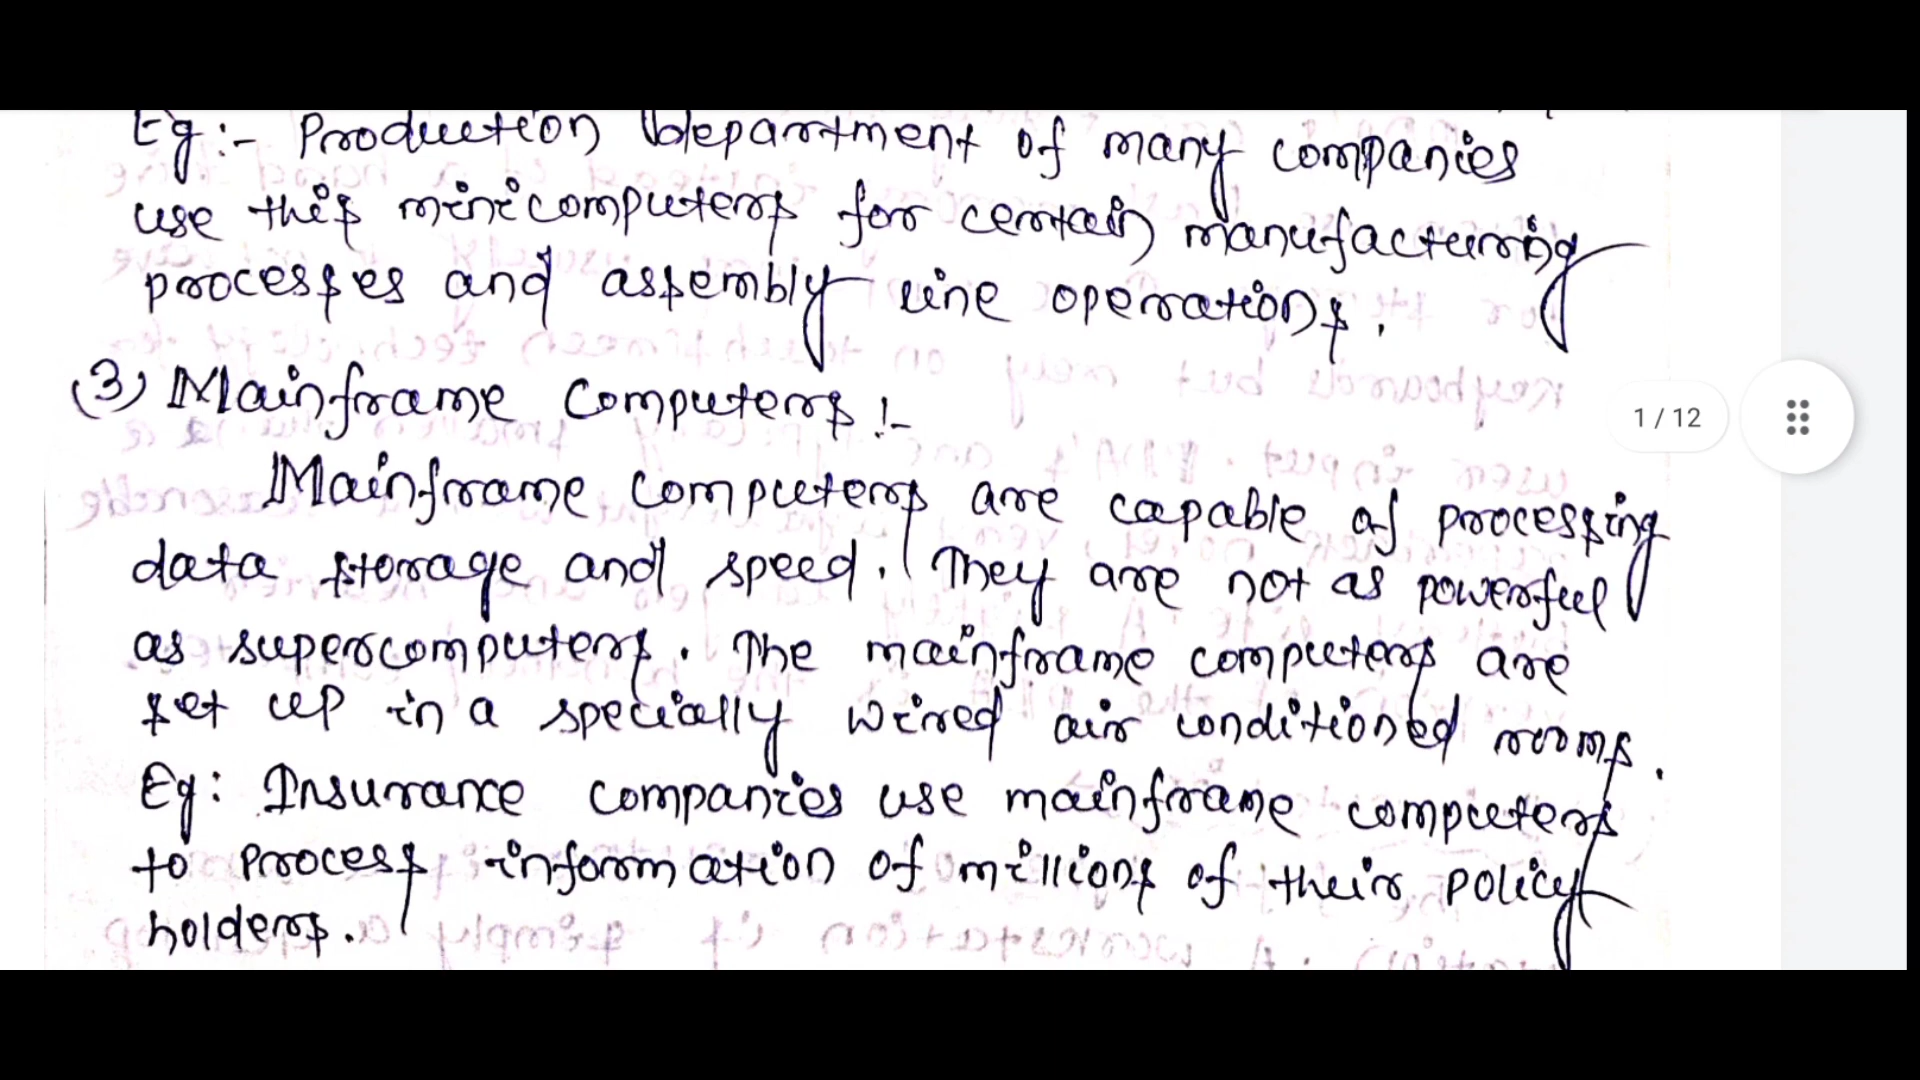 Eg:- Production Department of many companies
use this minicomputers for certain manufacturing
processes and assembly line operations.
(3) Mainframe Computers:-
Mainframe computers are capable of processing
data storage and speed. They are not as powerful
as supercomputers. The mainframe computers are
set up in a specially wired air conditioned rooms.
Eg: Insurance companies use mainframe computers
to process information of millions of their policy
holders.
1 / 12